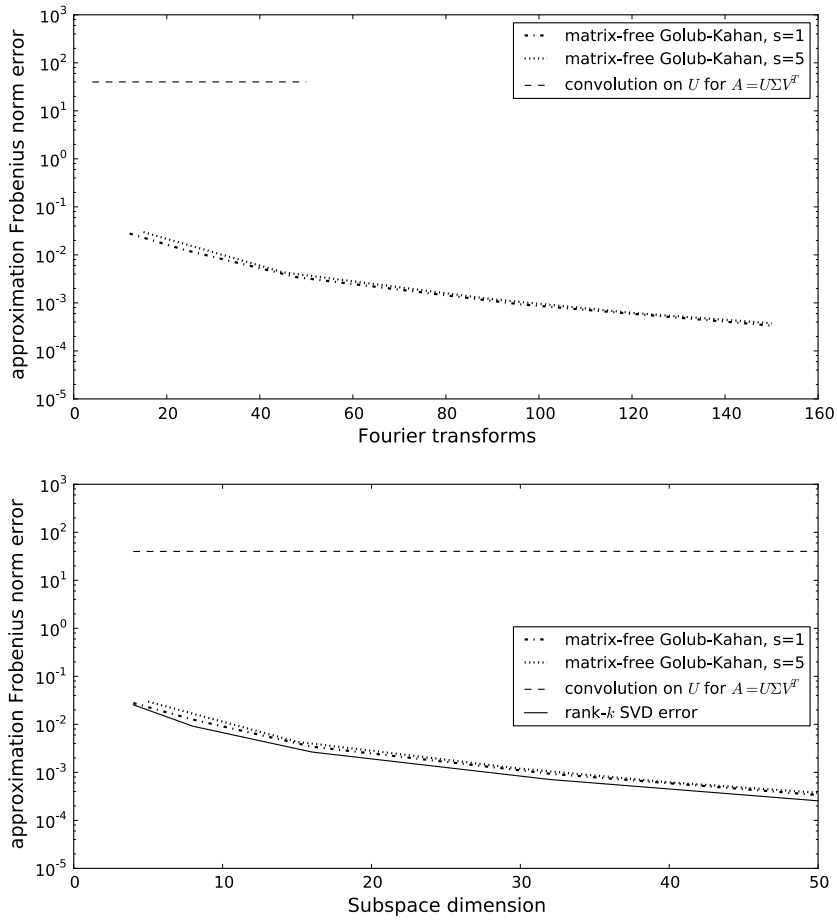 10^3
10^2
10^1
10^0
10^-1
10^-2
10^-3
10^-4
10^-5
approximation Frobenius norm error
matrix-free Golub-Kahan, s=1
matrix-free Golub-Kahan, s=5
convolution on U for A=UΣV^T
0 20 40 60 80 100 120 140 160
Fourier transforms
10^3
10^2
10^1
10^0
10^-1
10^-2
10^-3
10^-4
10^-5
approximation Frobenius norm error
matrix-free Golub-Kahan, s=1
matrix-free Golub-Kahan, s=5
convolution on U for A=UΣV^T
rank-k SVD error
0 10 20 30 40 50
Subspace dimension